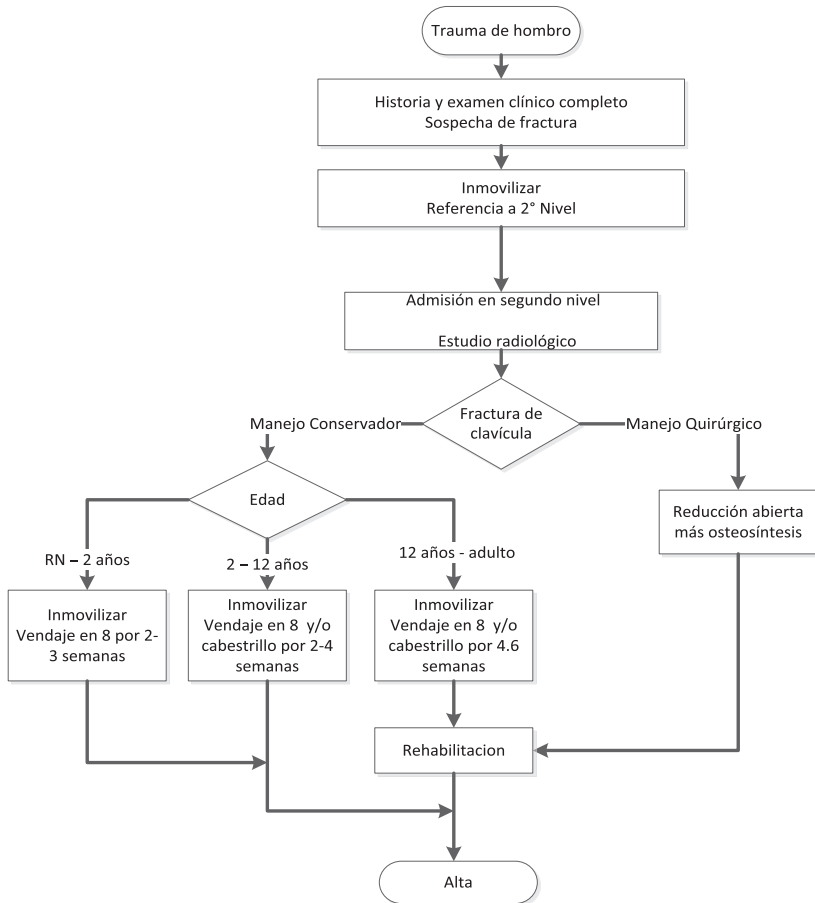 Trauma de hombro
Historia y examen clínico completo
Sospecha de fractura
Inmovilizar
Referencia a 2° Nivel
Admisión en segundo nivel
Estudio radiológico
Fractura de
clavícula
Manejo Conservador
Manejo Quirúrgico
Edad
Reducción abierta
más osteosíntesis
RN – 2 años
2 – 12 años
12 años - adulto
Inmovilizar
Vendaje en 8 por 2-
3 semanas
Inmovilizar
Vendaje en 8 y/o
cabestrillo por 2-4
semanas
Inmovilizar
Vendaje en 8 y/o
cabestrillo por 4.6
semanas
Rehabilitacion
Alta